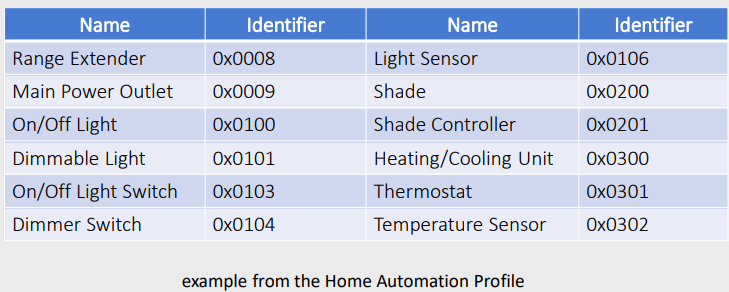 Name Identifier Name Identifier
Range Extender 0x0008 Light Sensor 0x0106
Main Power Outlet 0x0009 Shade 0x0200
On/Off Light 0x0100 Shade Controller 0x0201
Dimmable Light 0x0101 Heating/Cooling Unit 0x0300
On/Off Light Switch 0x0103 Thermostat 0x0301
Dimmer Switch 0x0104 Temperature Sensor 0x0302
example from the Home Automation Profile